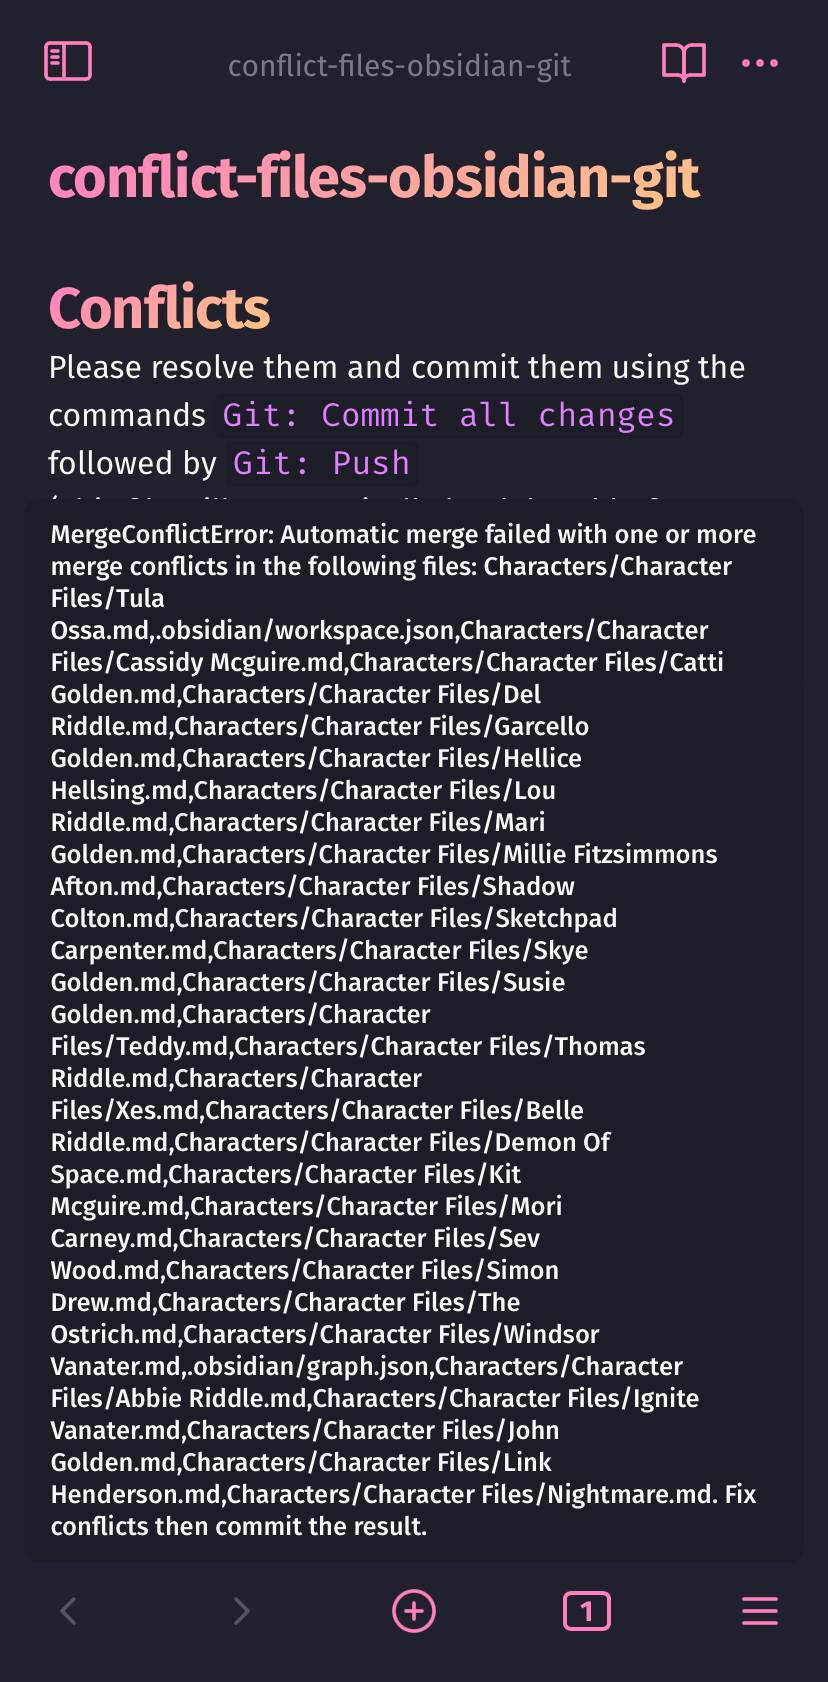 conflict-files-obsidian-git
conflict-files-obsidian-git
Conflicts
Please resolve them and commit them using the
commands Git: Commit all changes
followed by Git: Push
MergeConflictError: Automatic merge failed with one or more
merge conflicts in the following files: Characters/Character
Files/Tula
Ossa.md,.obsidian/workspace.json,Characters/Character
Files/Cassidy Mcguire.md,Characters/Character Files/Catti
Golden.md,Characters/Character Files/Del
Riddle.md,Characters/Character Files/Garcello
Golden.md,Characters/Character Files/Hellice
Hellsing.md,Characters/Character Files/Lou
Riddle.md,Characters/Character Files/Mari
Golden.md,Characters/Character Files/Millie Fitzsimmons
Afton.md,Characters/Character Files/Shadow
Colton.md,Characters/Character Files/Sketchpad
Carpenter.md,Characters/Character Files/Skye
Golden.md,Characters/Character Files/Susie
Golden.md,Characters/Character
Files/Teddy.md,Characters/Character Files/Thomas
Riddle.md,Characters/Character
Files/Xes.md,Characters/Character Files/Belle
Riddle.md,Characters/Character Files/Demon Of
Space.md,Characters/Character Files/Kit
Mcguire.md,Characters/Character Files/Mori
Carney.md,Characters/Character Files/Sev
Wood.md,Characters/Character Files/Simon
Drew.md,Characters/Character Files/The
Ostrich.md,Characters/Character Files/Windsor
Vanater.md,.obsidian/graph.json,Characters/Character
Files/Abbie Riddle.md,Characters/Character Files/Ignite
Vanater.md,Characters/Character Files/John
Golden.md,Characters/Character Files/Link
Henderson.md,Characters/Character Files/Nightmare.md. Fix
conflicts then commit the result.
1